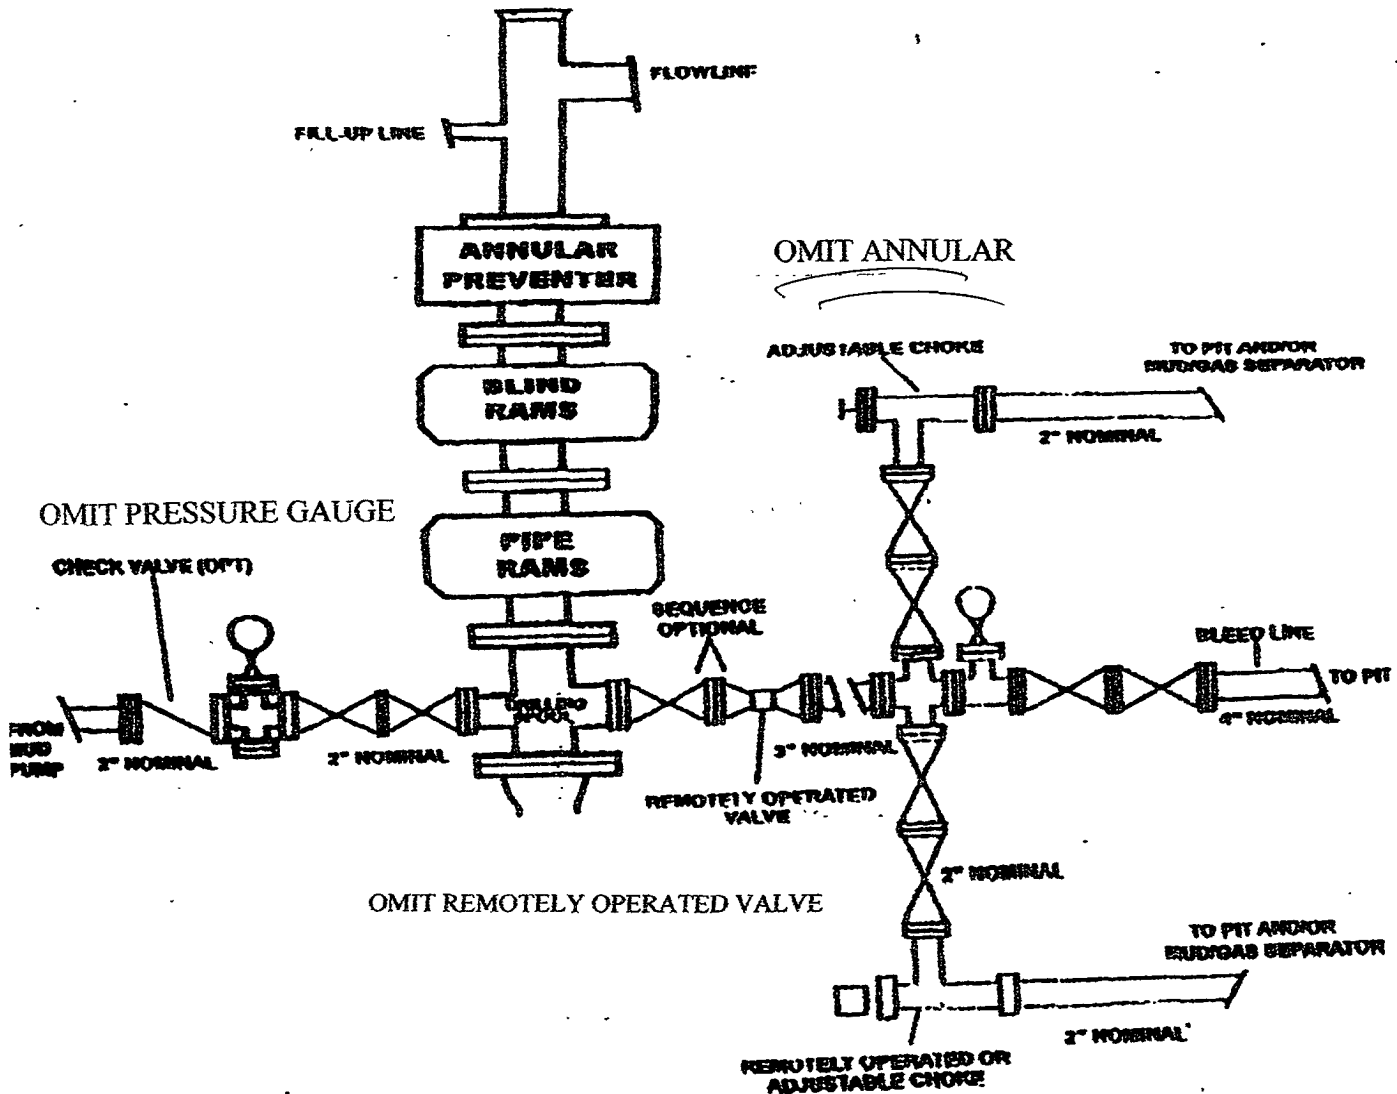 FLOWLINE
FILL-UP LINE
ANNULAR
PREVENTER
OMIT ANNULAR
ADJUSTABLE CHOKE
TO PIT AND/OR
MUD/GAS SEPARATOR
BLIND
RAMS
2" NOMINAL
OMIT PRESSURE GAUGE
PIPE
RAMS
CHECK VALVE (OPT)
SEQUENCE
OPTIONAL
BLEED LINE
TO PIT
DRILLING
SPOOL
FROM
MUD
PUMP
2" NOMINAL
2" NOMINAL
3" NOMINAL
4" NOMINAL
REMOTELY OPERATED
VALVE
2" NOMINAL
OMIT REMOTELY OPERATED VALVE
TO PIT AND/OR
MUD/GAS SEPARATOR
2" NOMINAL
REMOTELY OPERATED OR
ADJUSTABLE CHOKE